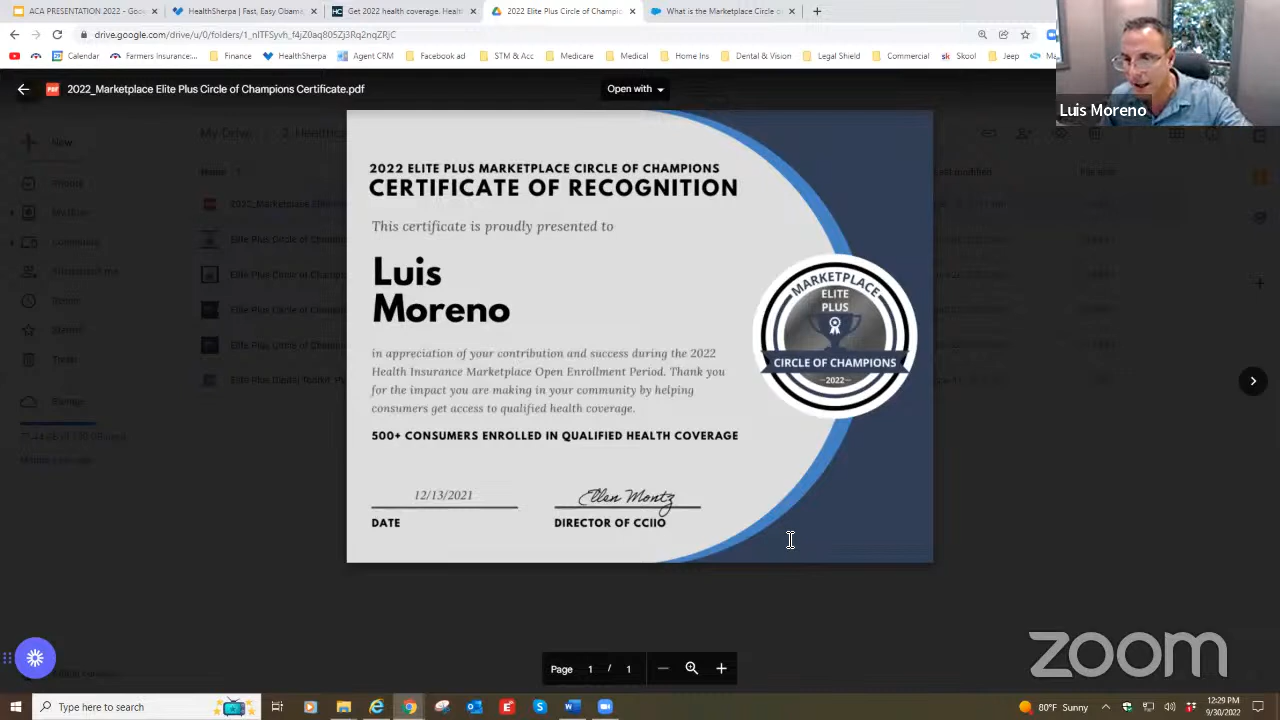 ACA PRESENTATION 2022 - Goo
HealthSherpa | Fast, Easy Obam
Get 2022 health coverage. Health
2022 Elite Plus Circle of Champio
What is the Marketplace Circle o
drive.google.com/drive/u/0/folders/1_nITFSyvh_f4jZ0aq805Zj3Rq2nqZRjC
Calendar
Farmers Insurance:...
Finance
HealthSherpa
Agent CRM
Facebook ad
STM & Acc
Medicare
Medical
Home Ins
Dental & Vision
Legal Shield
Commercial
Skool
Jeep
2022_Marketplace Elite Plus Circle of Champions Certificate.pdf
Open with
Luis Moreno
2022 ELITE PLUS MARKETPLACE CIRCLE OF CHAMPIONS
CERTIFICATE OF RECOGNITION
This certificate is proudly presented to
Luis
Moreno
in appreciation of your contribution and success during the 2022
Health Insurance Marketplace Open Enrollment Period. Thank you
for the impact you are making in your community by helping
consumers get access to qualified health coverage.
500+ CONSUMERS ENROLLED IN QUALIFIED HEALTH COVERAGE
12/13/2021
Ellen Montz
DATE
DIRECTOR OF CCIIO
MARKETPLACE
ELITE
PLUS
CIRCLE OF CHAMPIONS
2022
Page 1 / 1
zoom
Type here to search
80°F Sunny
12:29 PM
9/30/2022